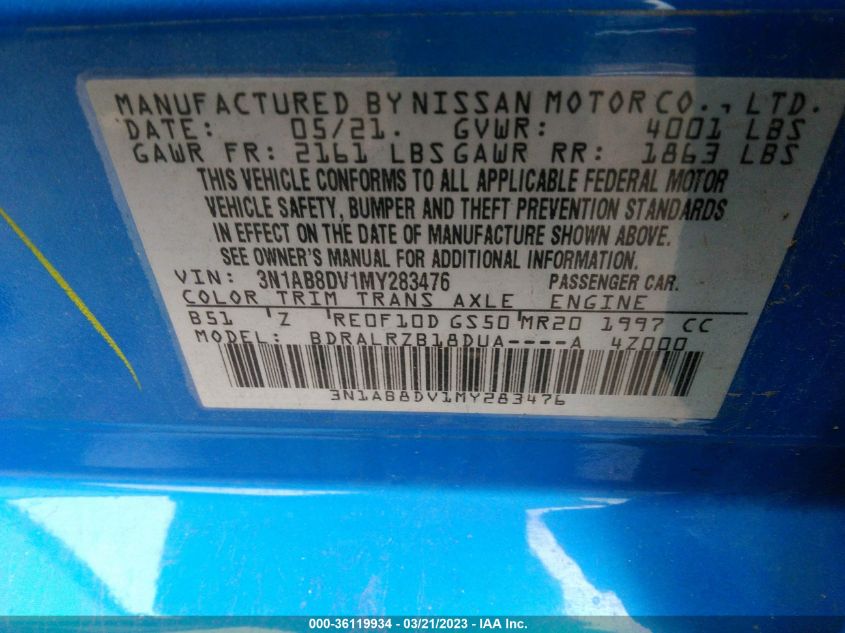 MANUFACTURED BY NISSAN MOTOR CO., LTD.
DATE: 05/21. GVWR: 4001 LBS
GAWR FR: 2161 LBS GAWR RR: 1863 LBS
THIS VEHICLE CONFORMS TO ALL APPLICABLE FEDERAL MOTOR
VEHICLE SAFETY, BUMPER AND THEFT PREVENTION STANDARDS
IN EFFECT ON THE DATE OF MANUFACTURE SHOWN ABOVE.
SEE OWNER'S MANUAL FOR ADDITIONAL INFORMATION.
VIN: 3N1AB8DV1MY283476 PASSENGER CAR.
COLOR TRIM TRANS AXLE ENGINE
B51 Z RE0F10D GS50 MR20 1997 CC
MODEL: BDRALRZB18DUA----A 4Z000
3N1AB8DV1MY283476
000-36119934 - 03/21/2023 - IAA Inc.